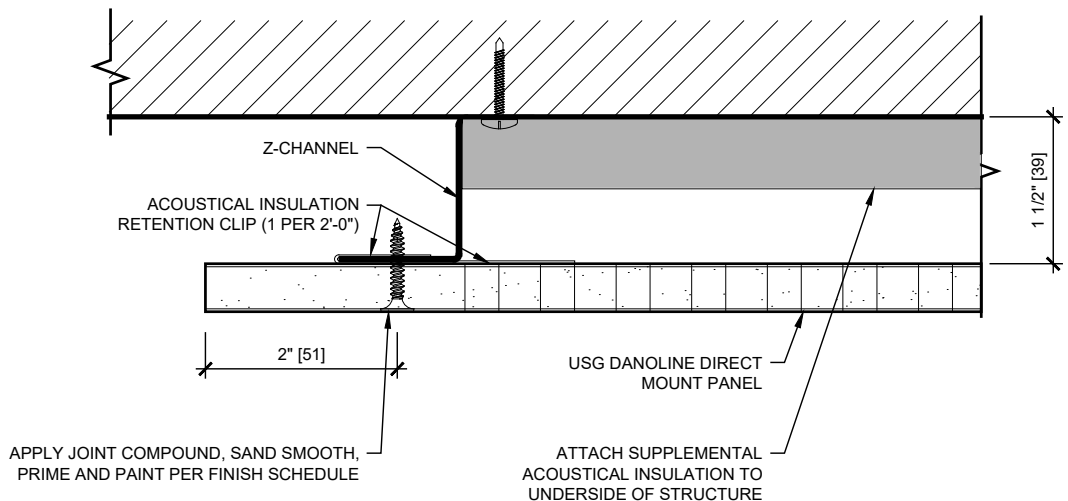 Z-CHANNEL
ACOUSTICAL INSULATION
RETENTION CLIP (1 PER 2'-0")
1 1/2" [39]
2" [51]
USG DANOLINE DIRECT
MOUNT PANEL
APPLY JOINT COMPOUND, SAND SMOOTH,
PRIME AND PAINT PER FINISH SCHEDULE
ATTACH SUPPLEMENTAL
ACOUSTICAL INSULATION TO
UNDERSIDE OF STRUCTURE